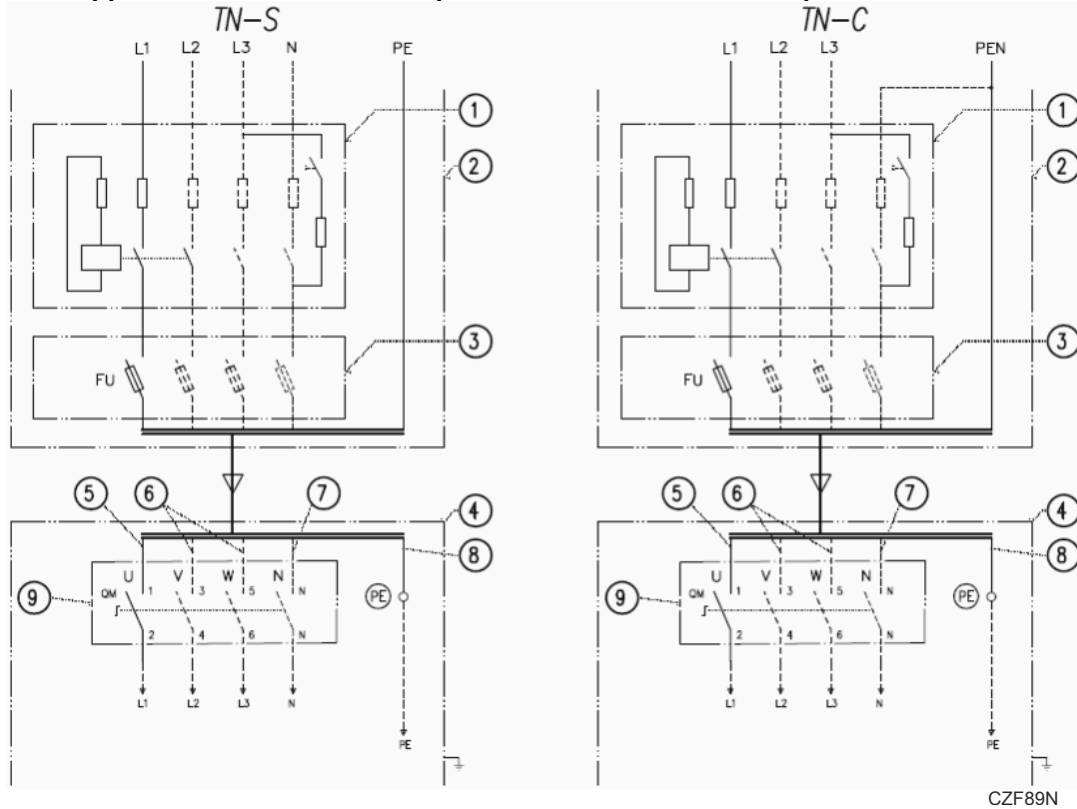 TN-S
L1 L2 L3 N PE
1
2
3
FU
4
5 6 7
8
U V W N
QM 1 3 5 N
9
PE
2 4 6 N
L1 L2 L3 N
PE
TN-C
L1 L2 L3 PEN
1
2
3
FU
4
5 6 7
8
U V W N
QM 1 3 5 N
9
PE
2 4 6 N
L1 L2 L3 N
PE
CZF89N